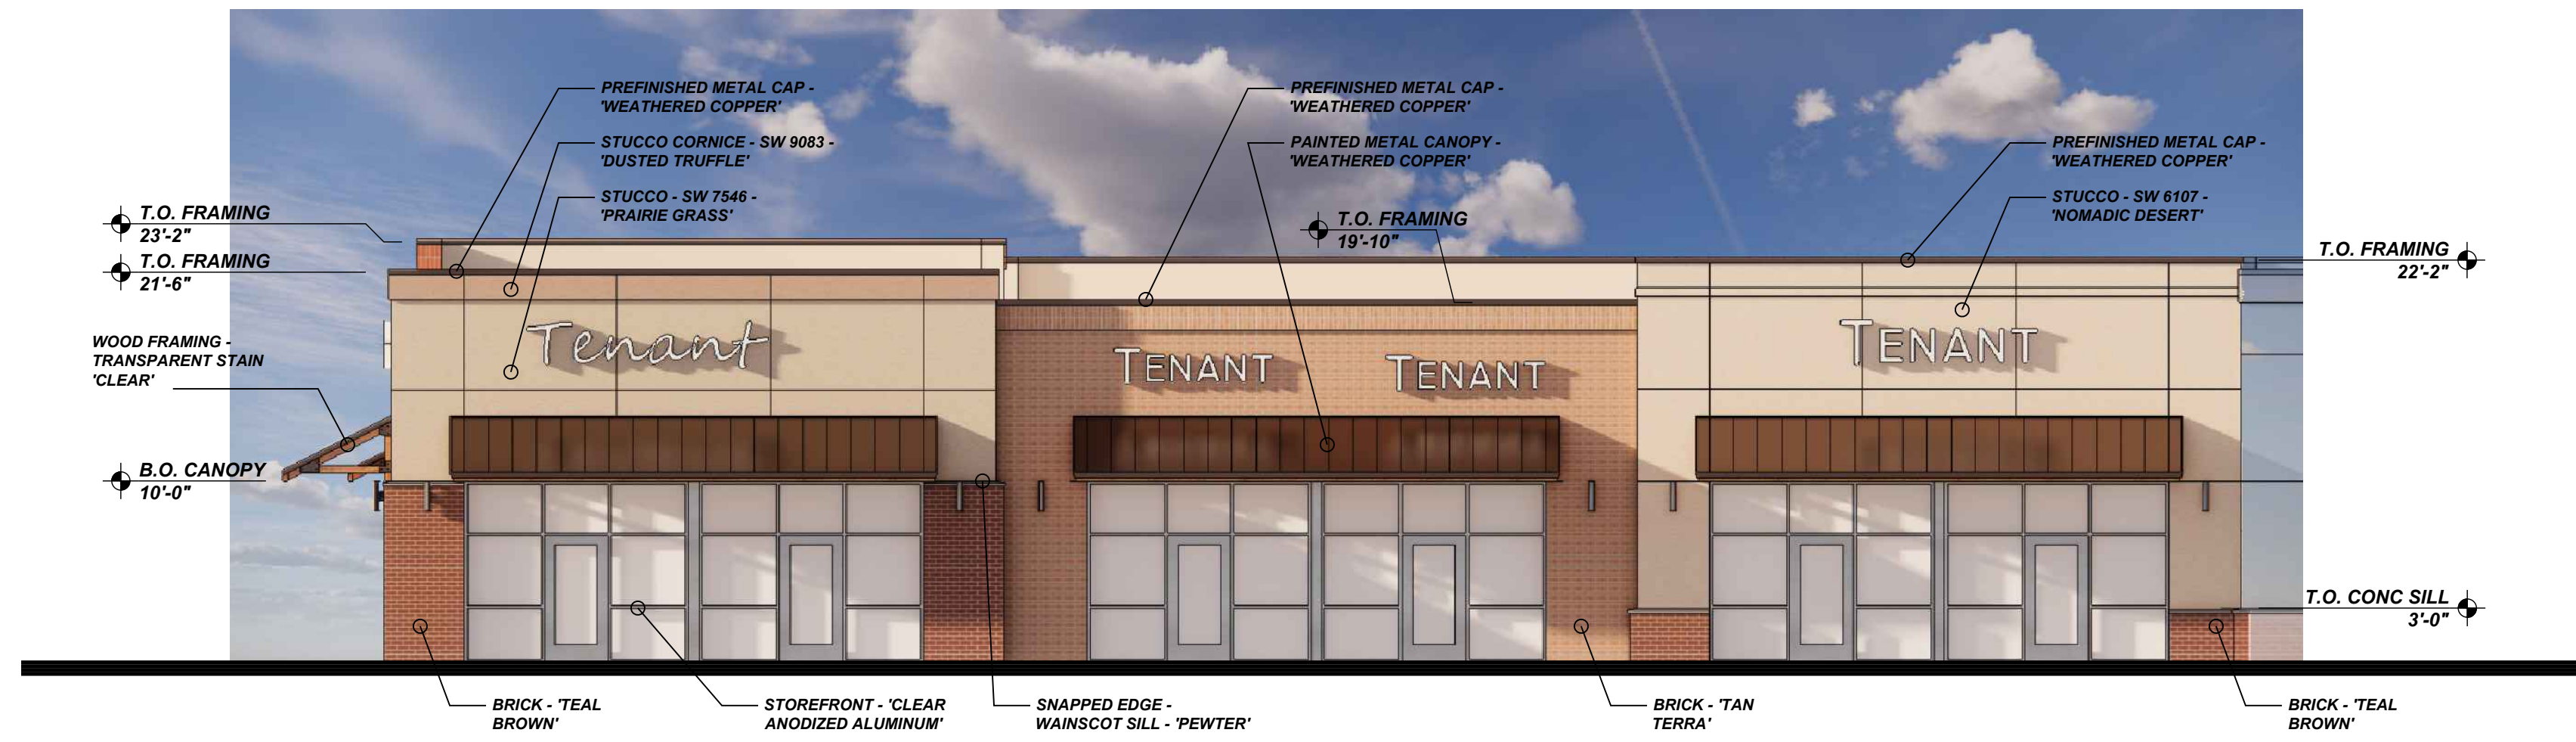 PREFINISHED METAL CAP -
'WEATHERED COPPER'
STUCCO CORNICE - SW 9083 -
'DUSTED TRUFFLE'
STUCCO - SW 7546 -
'PRAIRIE GRASS'
PREFINISHED METAL CAP -
'WEATHERED COPPER'
PAINTED METAL CANOPY -
'WEATHERED COPPER'
PREFINISHED METAL CAP -
'WEATHERED COPPER'
STUCCO - SW 6107 -
'NOMADIC DESERT'
T.O. FRAMING
23'-2"
T.O. FRAMING
21'-6"
T.O. FRAMING
19'-10"
T.O. FRAMING
22'-2"
WOOD FRAMING -
TRANSPARENT STAIN
'CLEAR'
Tenant
TENANT
TENANT
TENANT
B.O. CANOPY
10'-0"
T.O. CONC SILL
3'-0"
BRICK - 'TEAL
BROWN'
STOREFRONT - 'CLEAR
ANODIZED ALUMINUM'
SNAPPED EDGE -
WAINSCOT SILL - 'PEWTER'
BRICK - 'TAN
TERRA'
BRICK - 'TEAL
BROWN'